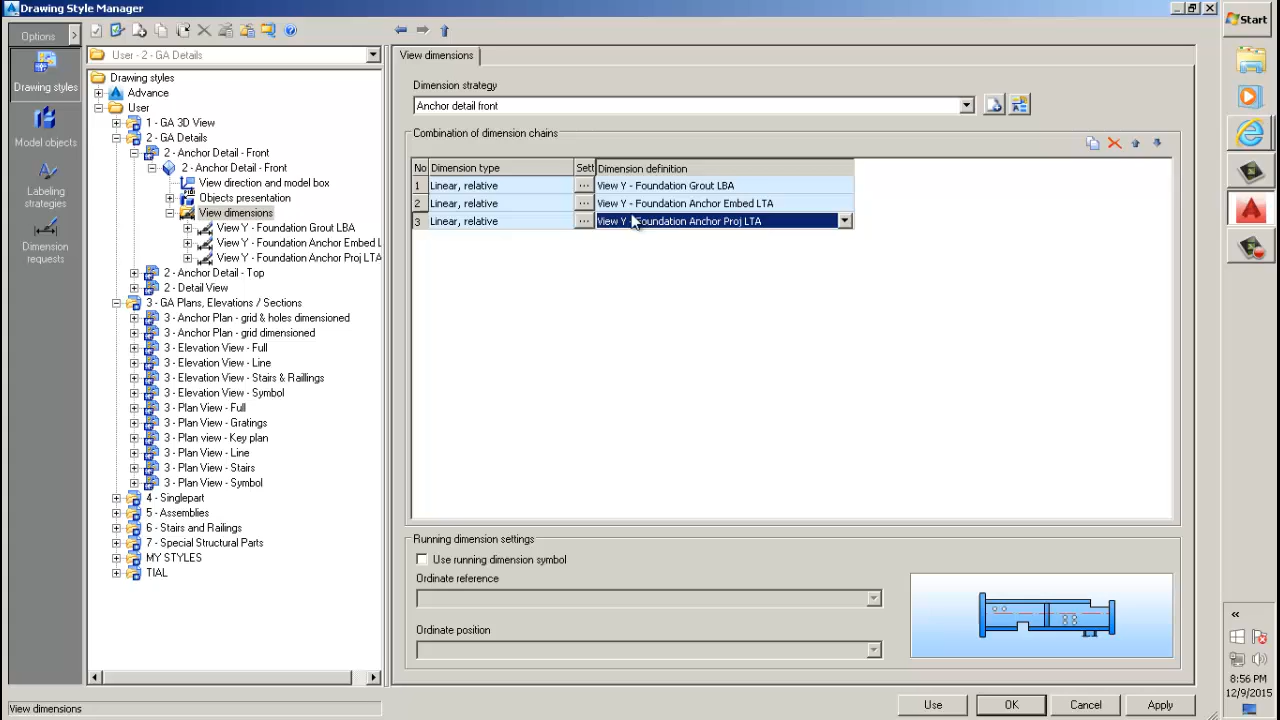 Drawing Style Manager
Start
Options
User - 2 - GA Details
Drawing styles
Model objects
Labeling
strategies
Dimension
requests
Drawing styles
Advance
User
1 - GA 3D View
2 - GA Details
2 - Anchor Detail - Front
2 - Anchor Detail - Front
View direction and model box
Objects presentation
View dimensions
View Y - Foundation Grout LBA
View Y - Foundation Anchor Embed L
View Y - Foundation Anchor Proj LTA
2 - Anchor Detail - Top
2 - Detail View
3 - GA Plans, Elevations / Sections
3 - Anchor Plan - grid & holes dimensioned
3 - Anchor Plan - grid dimensioned
3 - Elevation View - Full
3 - Elevation View - Line
3 - Elevation View - Stairs & Raillings
3 - Elevation View - Symbol
3 - Plan View - Full
3 - Plan View - Gratings
3 - Plan view - Key plan
3 - Plan View - Line
3 - Plan View - Stairs
3 - Plan View - Symbol
4 - Singlepart
5 - Assemblies
6 - Stairs and Railings
7 - Special Structural Parts
MY STYLES
TIAL
View dimensions
View dimensions
Dimension strategy
Anchor detail front
Combination of dimension chains
No Dimension type Sett Dimension definition
1 Linear, relative ... View Y - Foundation Grout LBA
2 Linear, relative ... View Y - Foundation Anchor Embed LTA
3 Linear, relative ... View Y - Foundation Anchor Proj LTA
Running dimension settings
Use running dimension symbol
Ordinate reference
Ordinate position
Use OK Cancel Apply
8:56 PM
12/9/2015